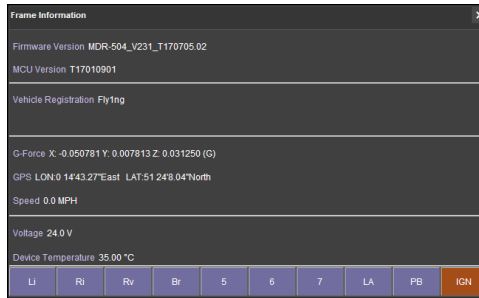 Frame Information
Firmware Version MDR-504_V231_T170705.02
MCU Version T17010901
Vehicle Registration Fly1ng
G-Force X: -0.050781 Y: 0.007813 Z: 0.031250 (G)
GPS LON:0 14'43.27"East LAT:51 24'8.04"North
Speed 0.0 MPH
Voltage 24.0 V
Device Temperature 35.00 °C
Li Ri Rv Br 5 6 7 LA PB IGN